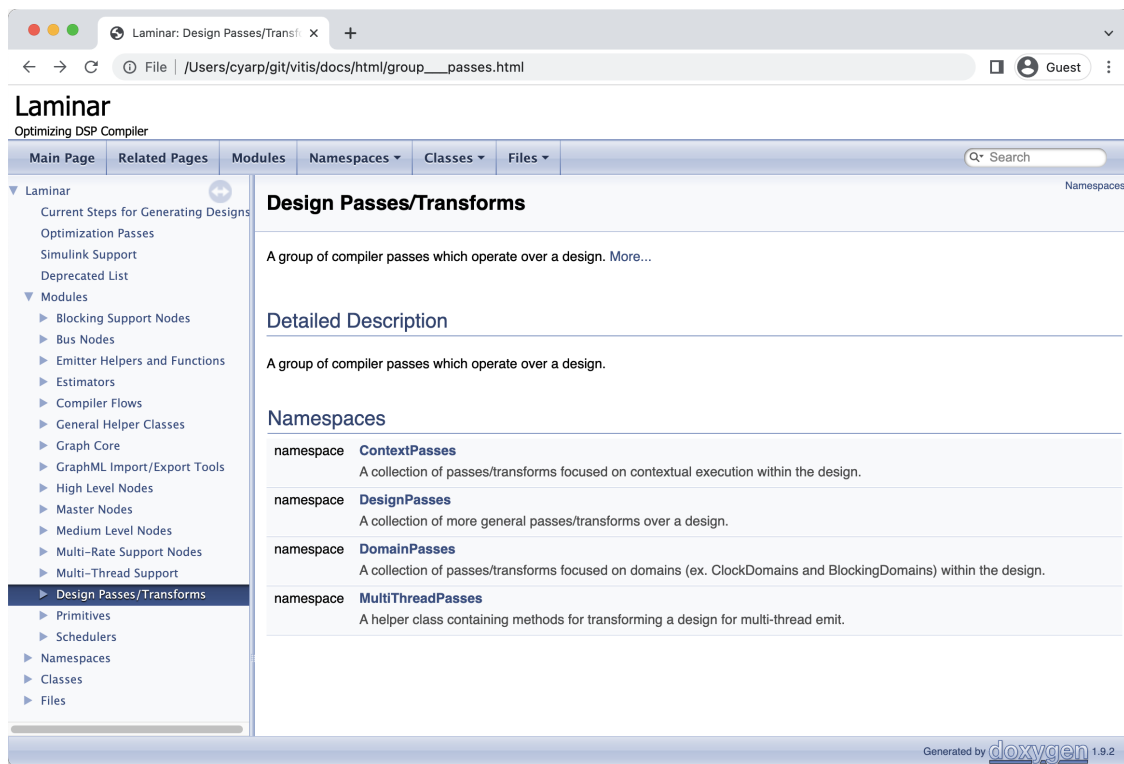 Laminar: Design Passes/Transf
File /Users/cyarp/git/vitis/docs/html/group___passes.html
Guest
Laminar
Optimizing DSP Compiler
Main Page Related Pages Modules Namespaces Classes Files Search
Laminar
Current Steps for Generating Designs
Optimization Passes
Simulink Support
Deprecated List
Modules
Blocking Support Nodes
Bus Nodes
Emitter Helpers and Functions
Estimators
Compiler Flows
General Helper Classes
Graph Core
GraphML Import/Export Tools
High Level Nodes
Master Nodes
Medium Level Nodes
Multi-Rate Support Nodes
Multi-Thread Support
Design Passes/Transforms
Primitives
Schedulers
Namespaces
Classes
Files
Namespaces
Design Passes/Transforms
A group of compiler passes which operate over a design. More...
Detailed Description
A group of compiler passes which operate over a design.
Namespaces
namespace ContextPasses
A collection of passes/transforms focused on contextual execution within the design.
namespace DesignPasses
A collection of more general passes/transforms over a design.
namespace DomainPasses
A collection of passes/transforms focused on domains (ex. ClockDomains and BlockingDomains) within the design.
namespace MultiThreadPasses
A helper class containing methods for transforming a design for multi-thread emit.
Generated by doxygen 1.9.2